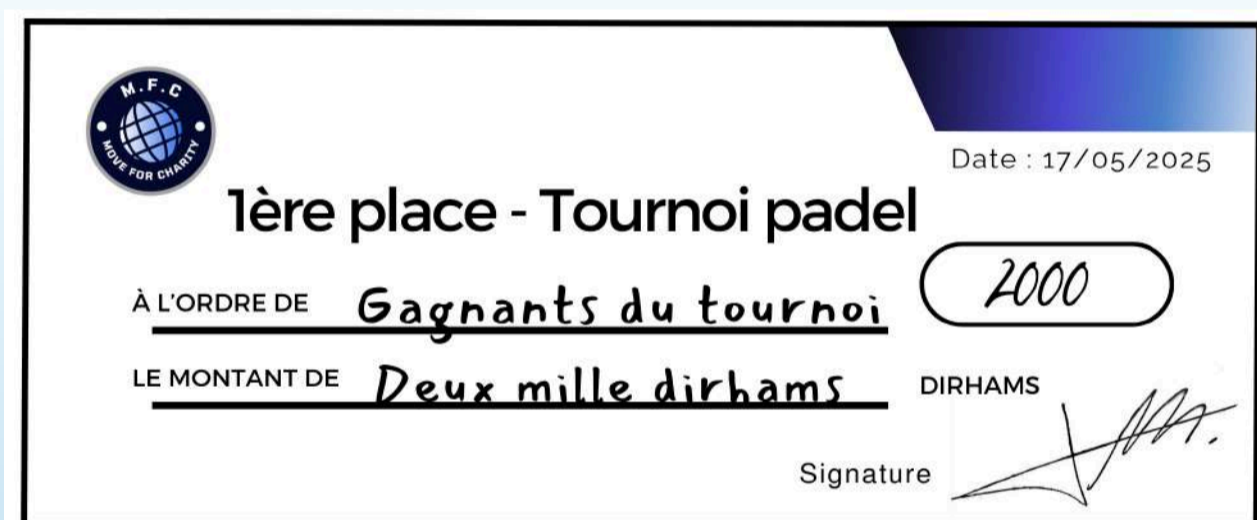 M.F.C
MOVE FOR CHARITY
Date : 17/05/2025
1ère place - Tournoi padel
2000
À L'ORDRE DE Gagnants du tournoi
LE MONTANT DE Deux mille dirhams DIRHAMS
Signature